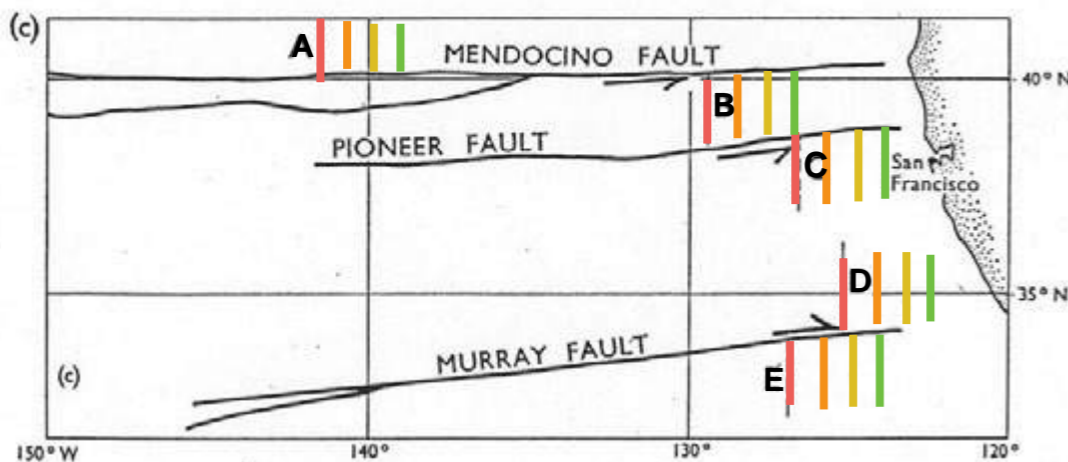 (c)
A
MENDOCINO FAULT
40° N
B
PIONEER FAULT
C
San
Francisco
D
35° N
MURRAY FAULT
E
(c)
150° W
140°
130°
120°